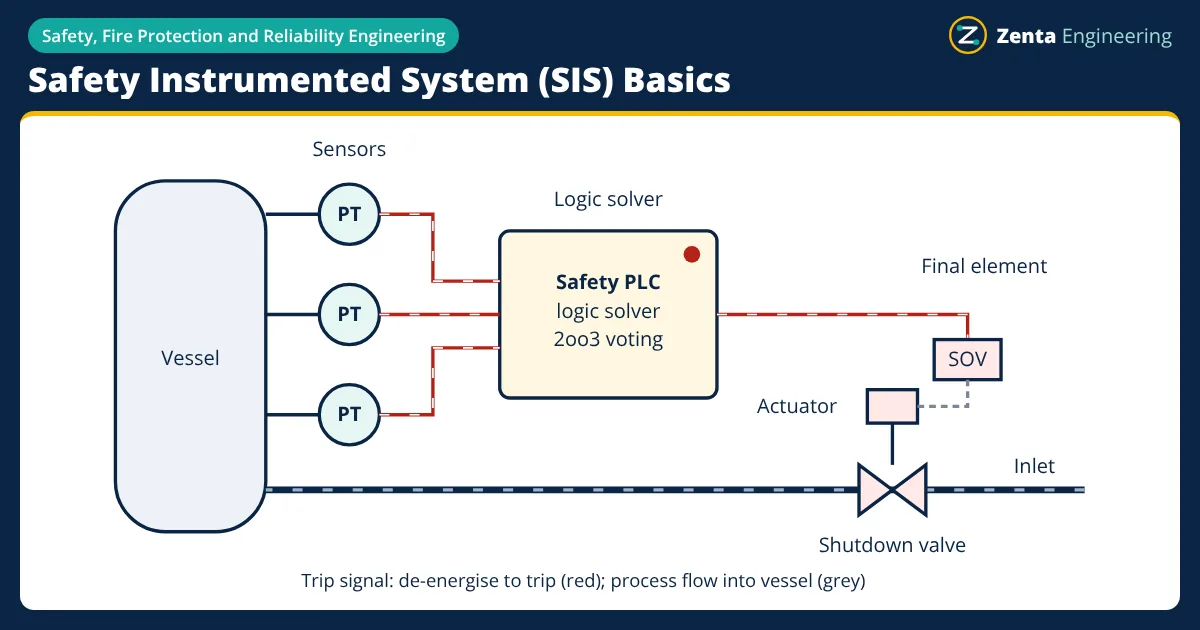 Safety, Fire Protection and Reliability Engineering
Zenta Engineering
Safety Instrumented System (SIS) Basics
Sensors
PT
PT
PT
Vessel
Logic solver
Safety PLC
logic solver
2oo3 voting
Final element
SOV
Actuator
Inlet
Shutdown valve
Trip signal: de-energise to trip (red); process flow into vessel (grey)